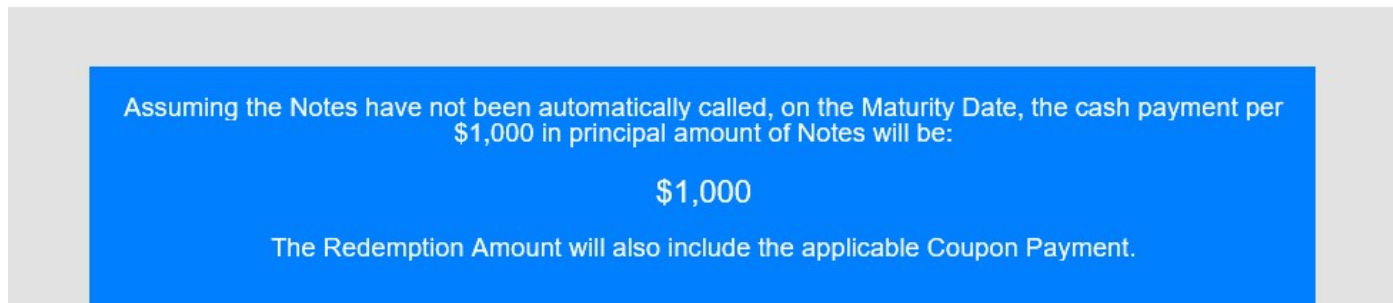 Assuming the Notes have not been automatically called, on the Maturity Date, the cash payment per
$1,000 in principal amount of Notes will be:
$1,000
The Redemption Amount will also include the applicable Coupon Payment.